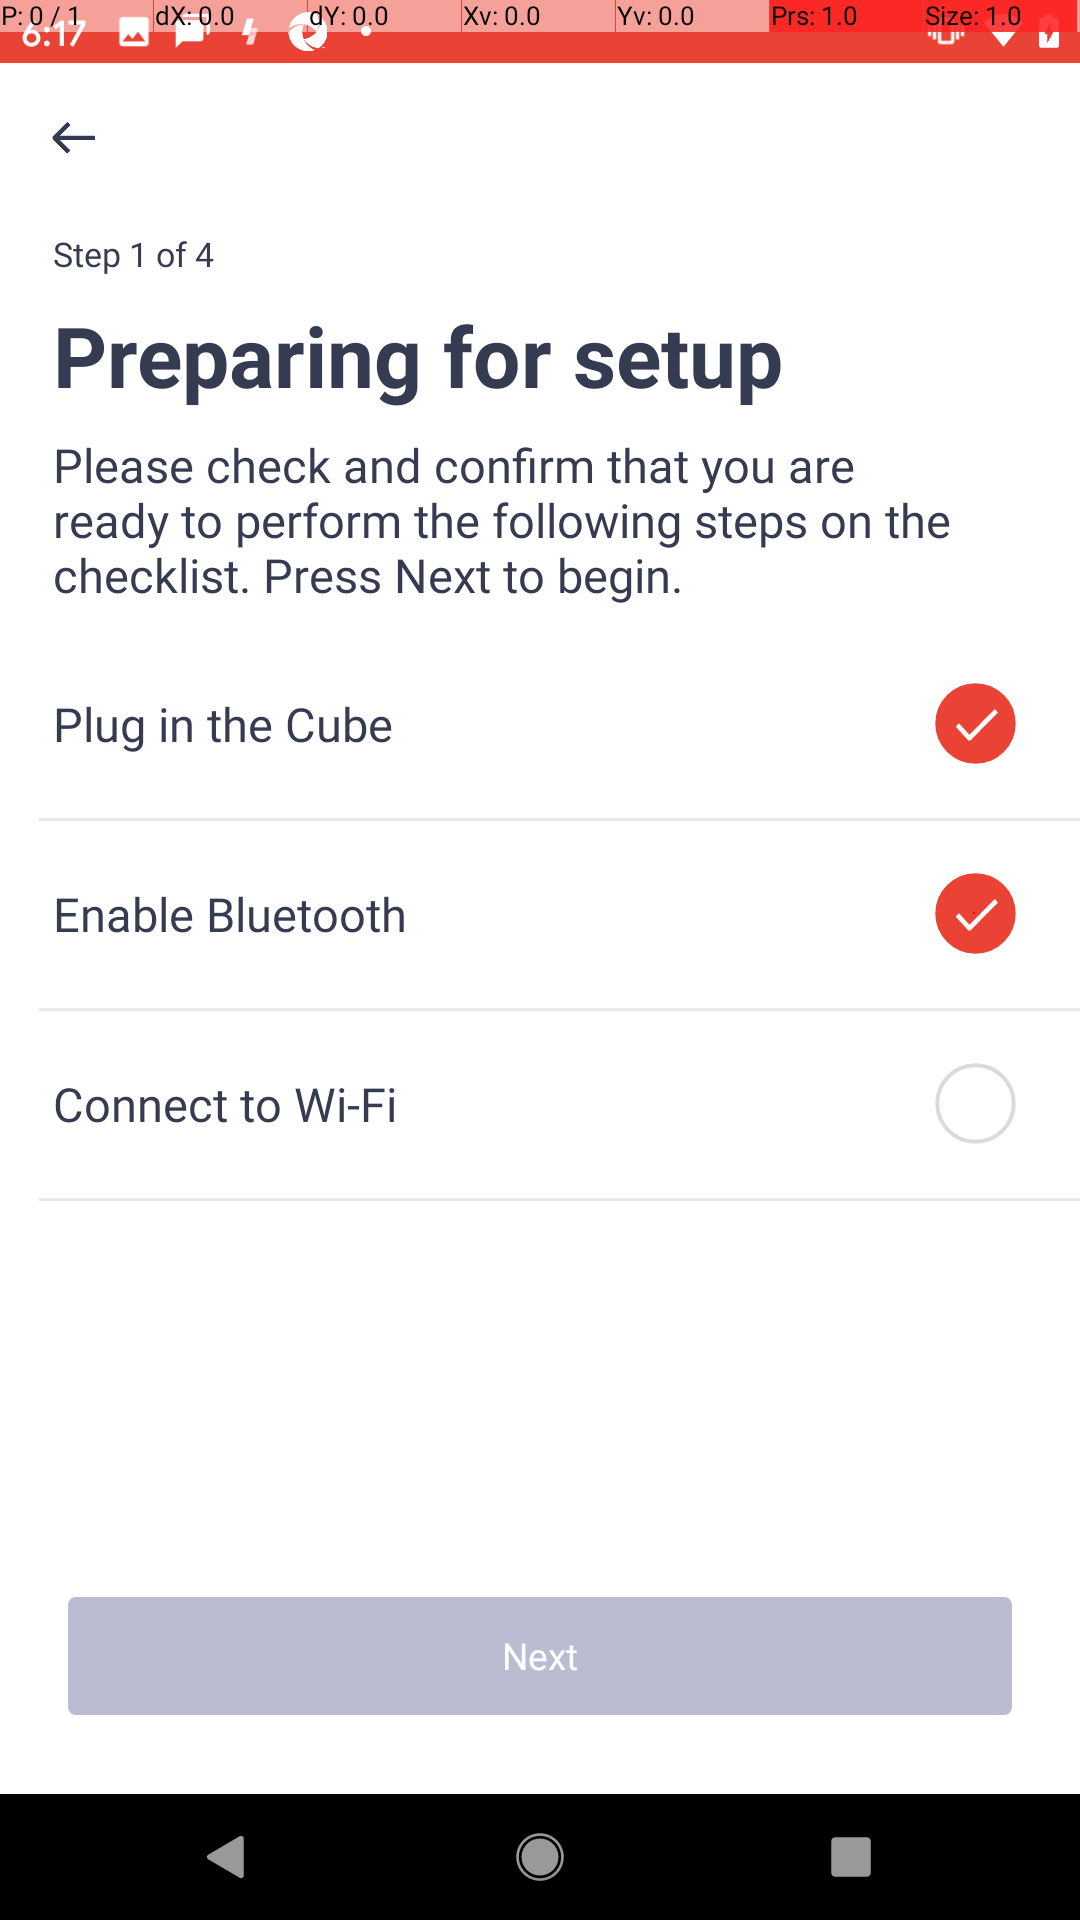 P: 0 / 1 dX: 0.0 dY: 0.0 Xv: 0.0 Yv: 0.0 Prs: 1.0 Size: 1.0
6:17
Step 1 of 4
Preparing for setup
Please check and confirm that you are
ready to perform the following steps on the
checklist. Press Next to begin.
Plug in the Cube
Enable Bluetooth
Connect to Wi-Fi
Next